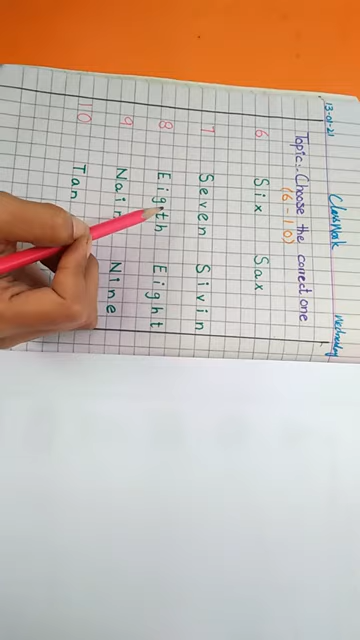 13-01-21 ClassWork Wednesday
Topic:- Choose the correct one
(6-10)
6 Six Sax
7 Seven Sivin
8 Eigth Eight
9 Nine
10 Tan